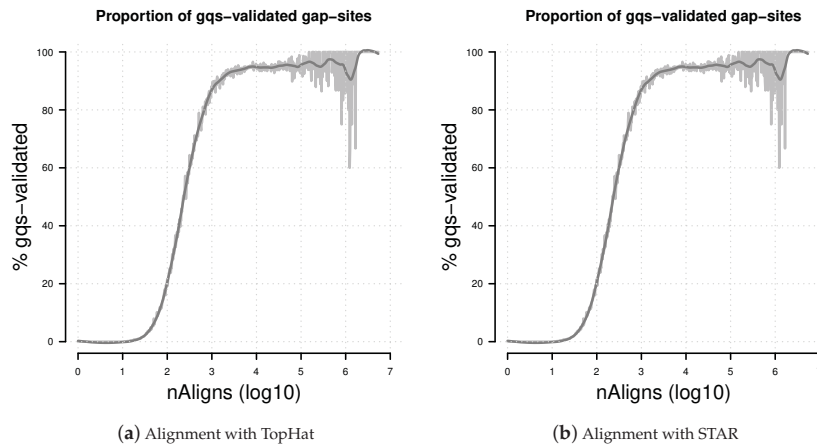 Proportion of gqs−validated gap−sites
% gqs−validated
100
80
60
40
20
0
0 1 2 3 4 5 6 7
nAligns (log10)
(a) Alignment with TopHat
Proportion of gqs−validated gap−sites
% gqs−validated
100
80
60
40
20
0
0 1 2 3 4 5 6 7
nAligns (log10)
(b) Alignment with STAR